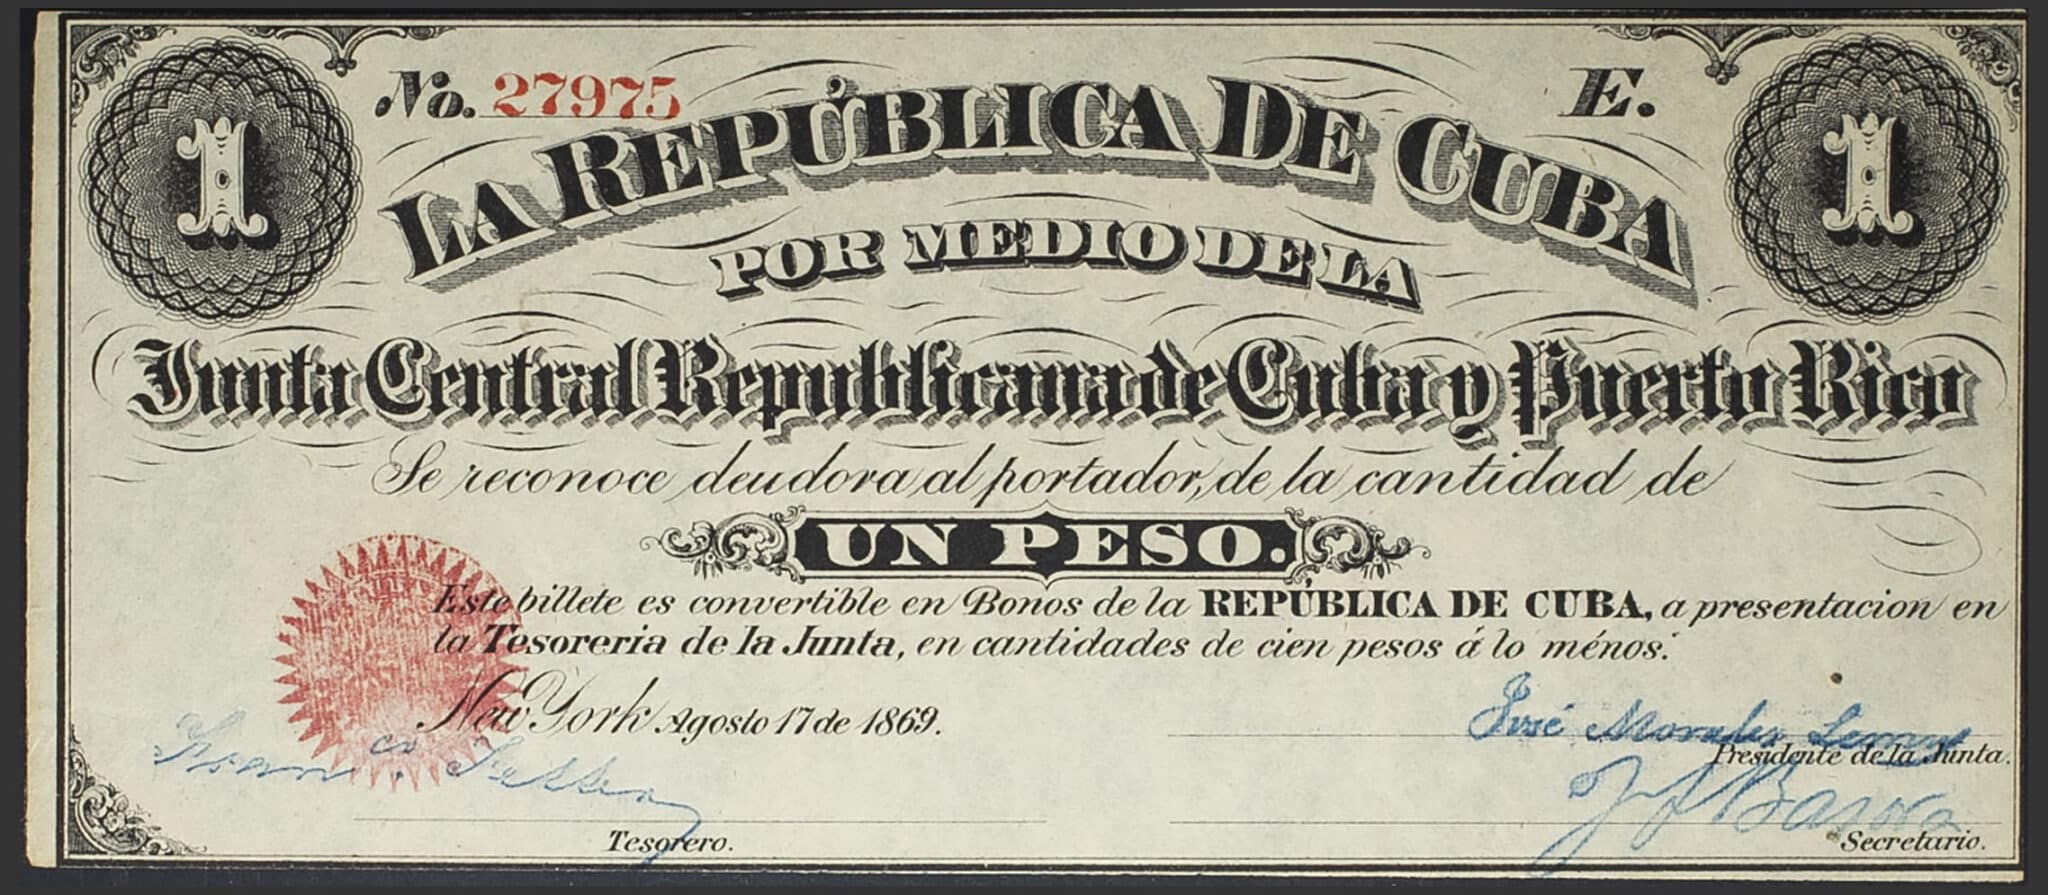 1 No. 27975 E. 1
LA REPÚBLICA DE CUBA
POR MEDIO DE LA
Junta Central Republicana de Cuba y Puerto Rico
Se reconoce deudora al portador, de la cantidad de
UN PESO.
Este billete es convertible en Bonos de la REPÚBLICA DE CUBA, a presentacion en
la Tesoreria de la Junta, en cantidades de cien pesos á lo ménos.
New York Agosto 17 de 1869.
José Morales Lemus
Presidente de la Junta.
Tesorero.
Secretario.